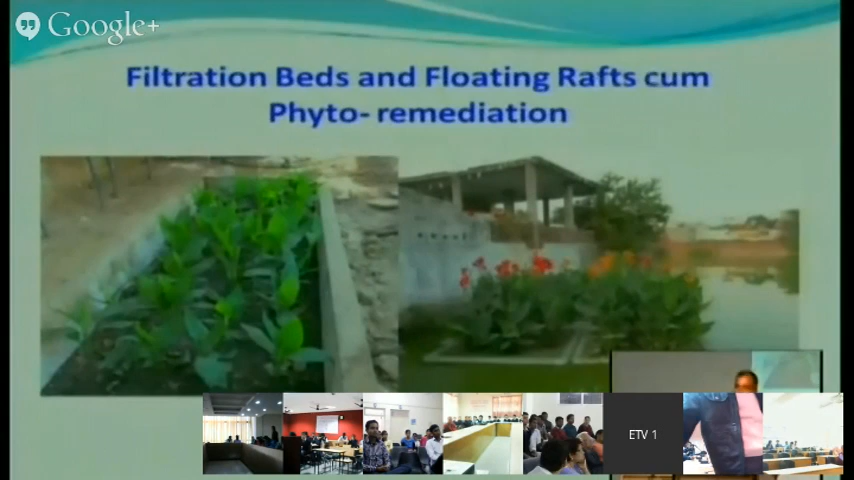 Google+
Filtration Beds and Floating Rafts cum
Phyto- remediation
ETV 1